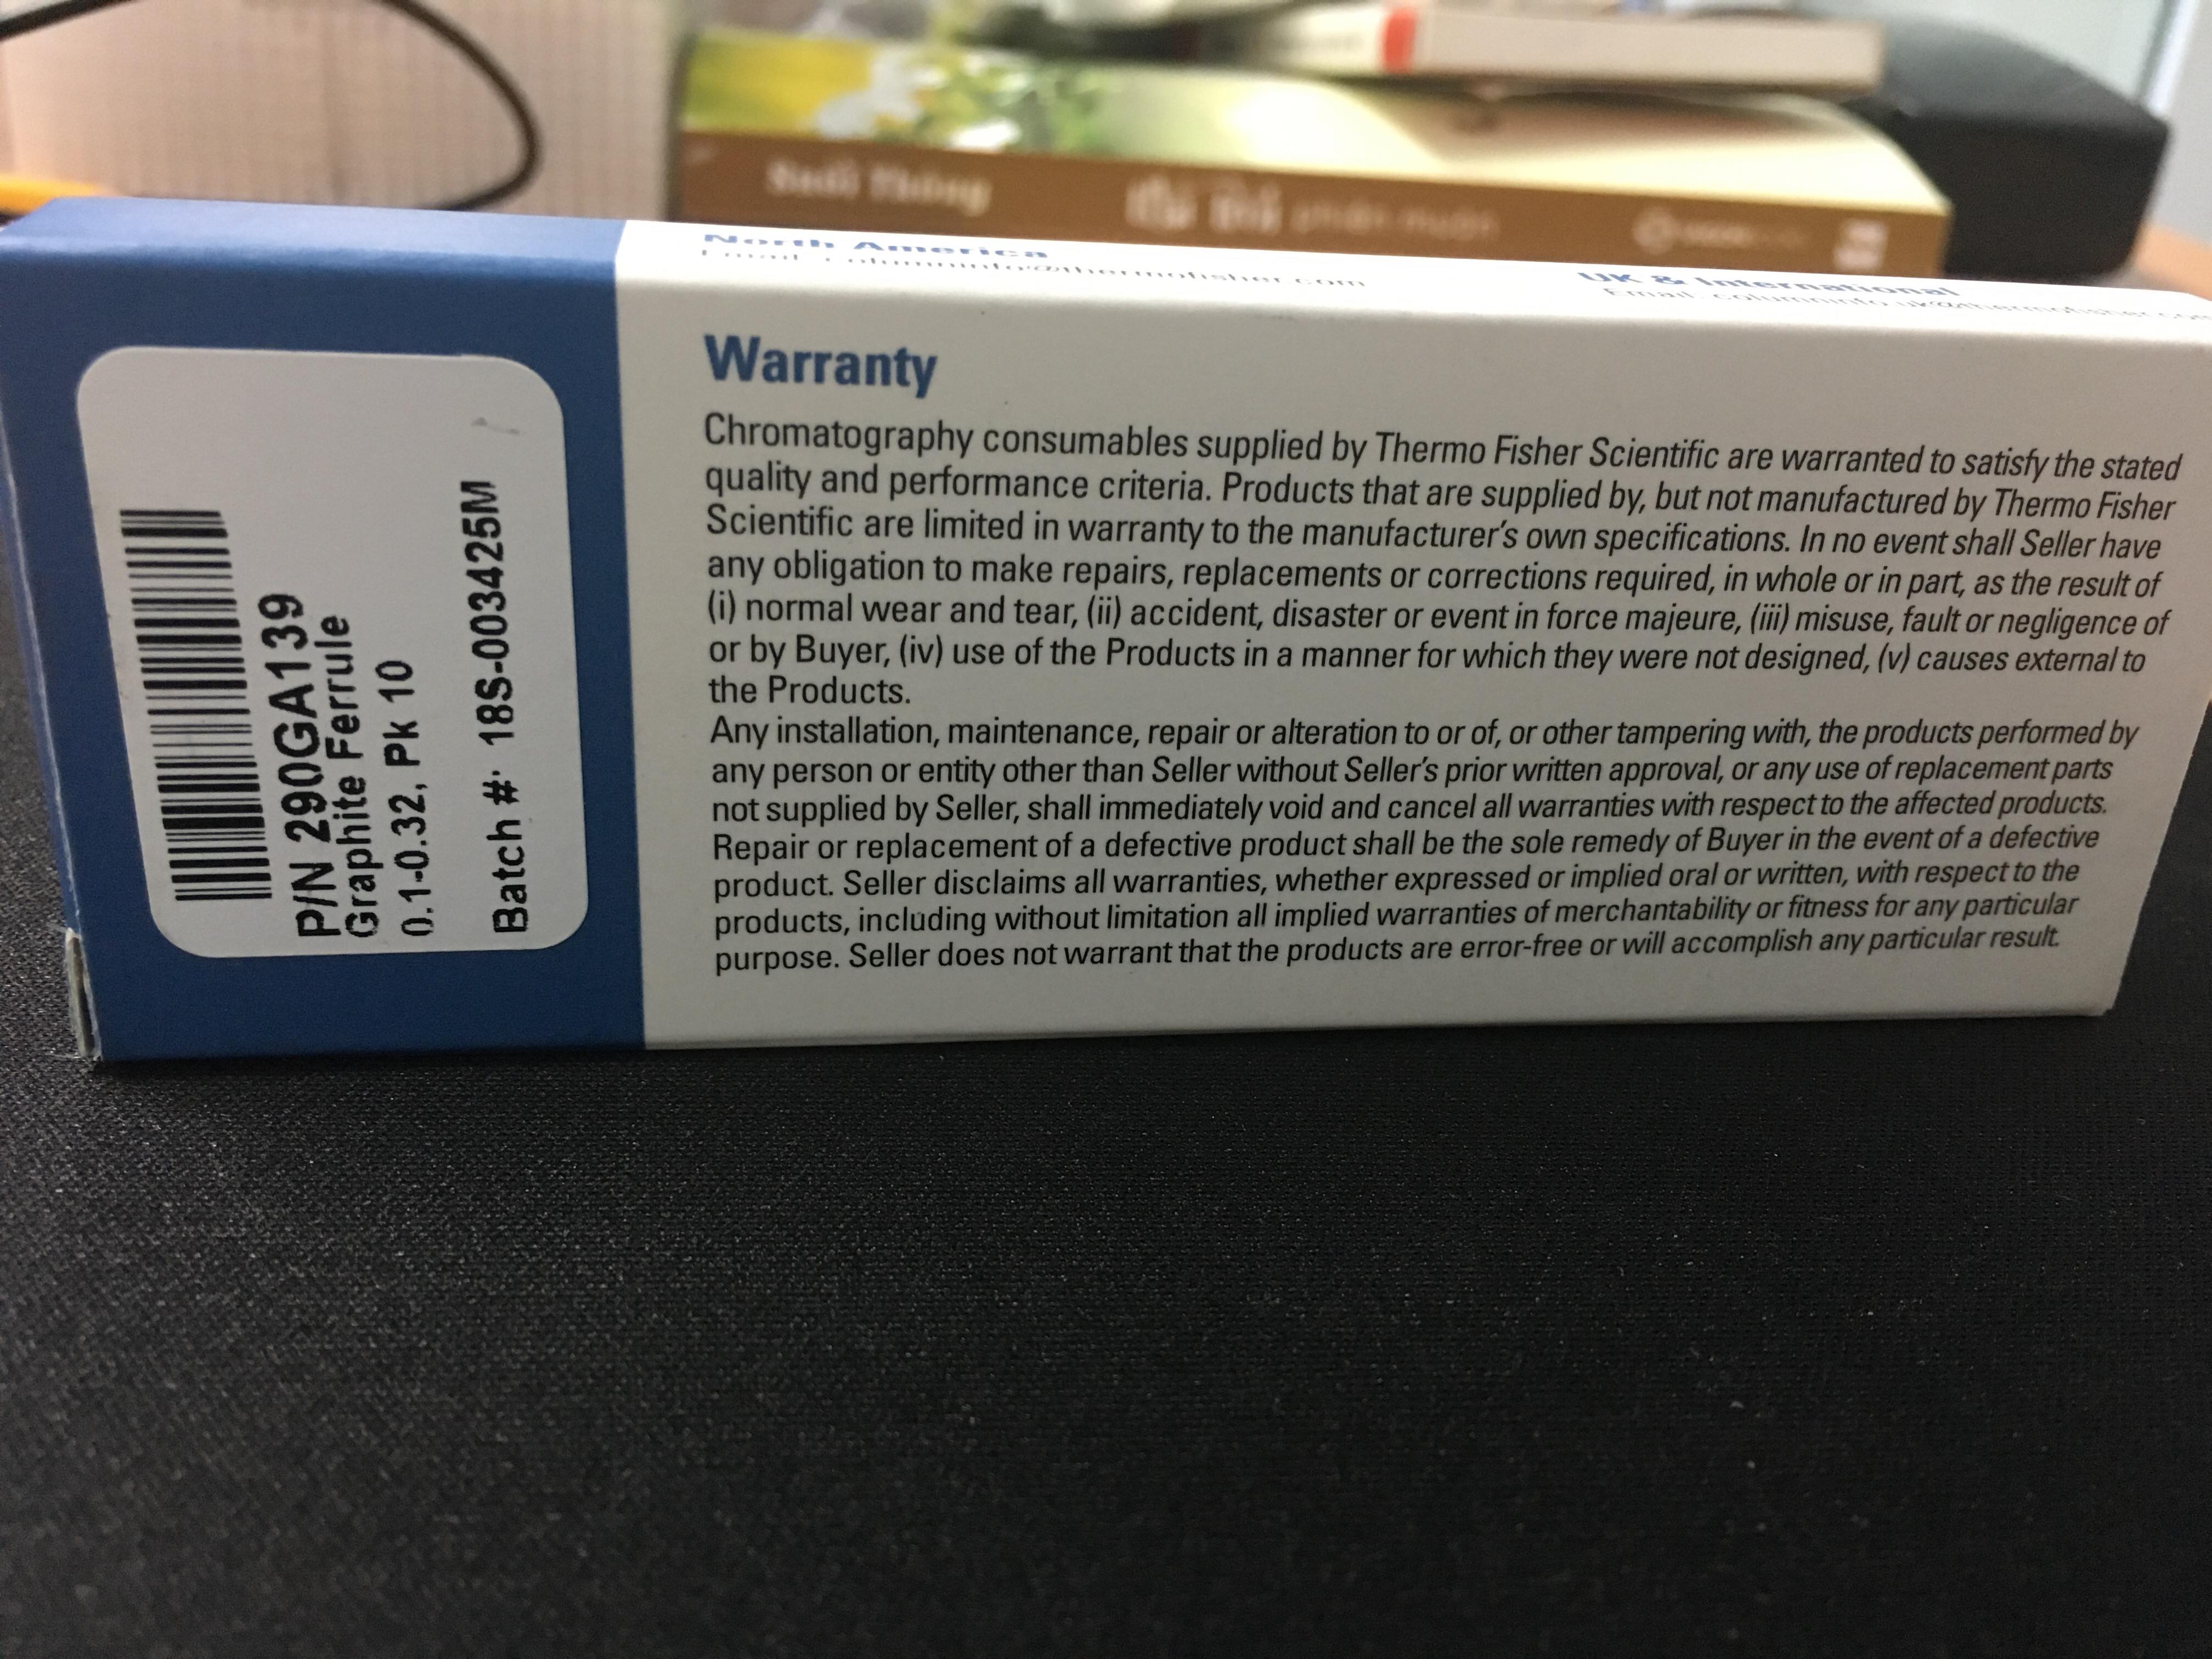 Suối Thông
North America
Email columninfo@thermofisher.com
UK & International
Email columninfo.uk@thermofisher.com
P/N 290GA139
Graphite Ferrule
0.1-0.32, Pk 10
Batch #: 18S-003425M
Warranty
Chromatography consumables supplied by Thermo Fisher Scientific are warranted to satisfy the stated
quality and performance criteria. Products that are supplied by, but not manufactured by Thermo Fisher
Scientific are limited in warranty to the manufacturer's own specifications. In no event shall Seller have
any obligation to make repairs, replacements or corrections required, in whole or in part, as the result of
(i) normal wear and tear, (ii) accident, disaster or event in force majeure, (iii) misuse, fault or negligence of
or by Buyer, (iv) use of the Products in a manner for which they were not designed, (v) causes external to
the Products.
Any installation, maintenance, repair or alteration to or of, or other tampering with, the products performed by
any person or entity other than Seller without Seller's prior written approval, or any use of replacement parts
not supplied by Seller, shall immediately void and cancel all warranties with respect to the affected products.
Repair or replacement of a defective product shall be the sole remedy of Buyer in the event of a defective
product. Seller disclaims all warranties, whether expressed or implied oral or written, with respect to the
products, including without limitation all implied warranties of merchantability or fitness for any particular
purpose. Seller does not warrant that the products are error-free or will accomplish any particular result.